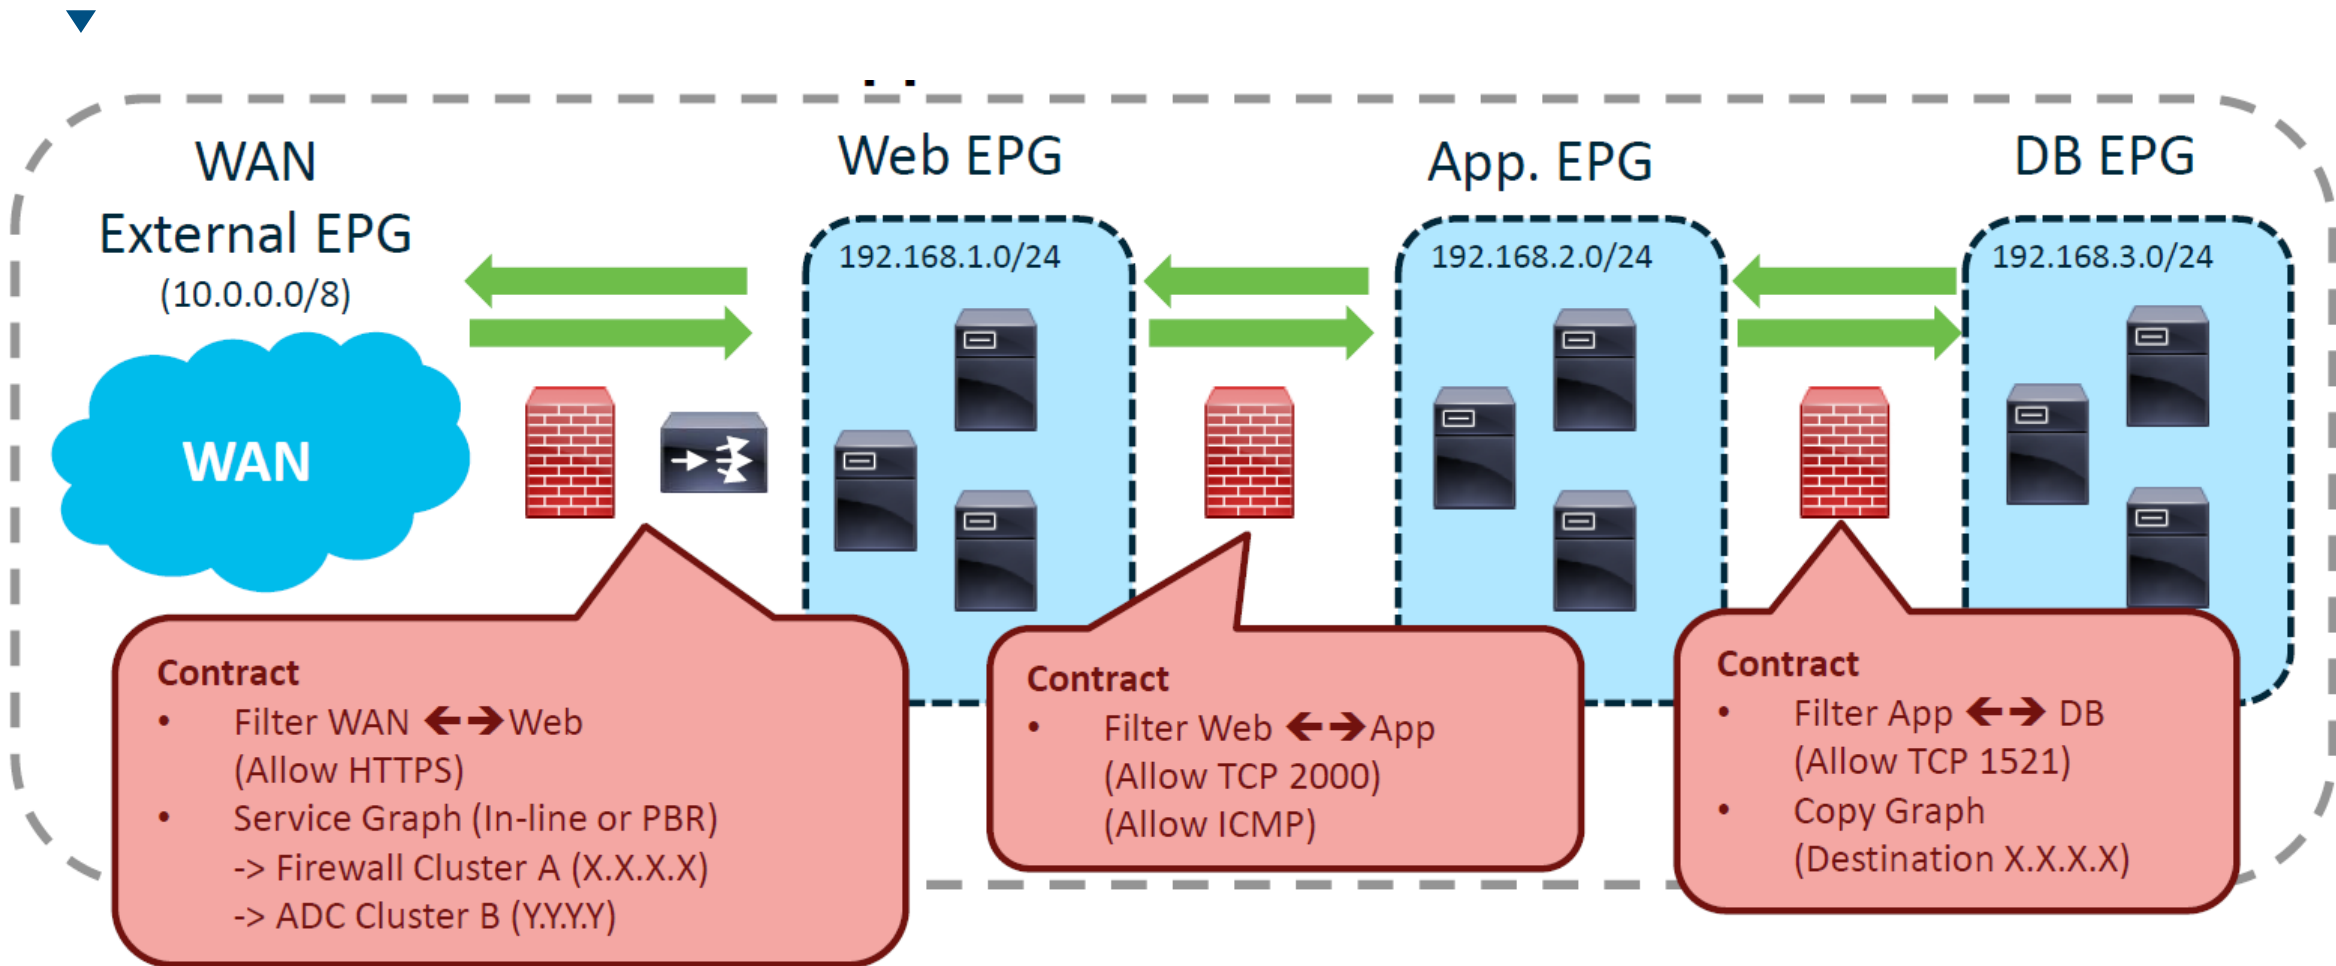 WAN
External EPG
(10.0.0.0/8)
WAN
Web EPG
192.168.1.0/24
App. EPG
192.168.2.0/24
DB EPG
192.168.3.0/24
Contract
• Filter WAN 🡸🡺Web
(Allow HTTPS)
• Service Graph (In-line or PBR)
-> Firewall Cluster A (X.X.X.X)
-> ADC Cluster B (Y.Y.Y.Y)
Contract
• Filter Web 🡸🡺App
(Allow TCP 2000)
(Allow ICMP)
Contract
• Filter App 🡸🡺 DB
(Allow TCP 1521)
• Copy Graph
(Destination X.X.X.X)